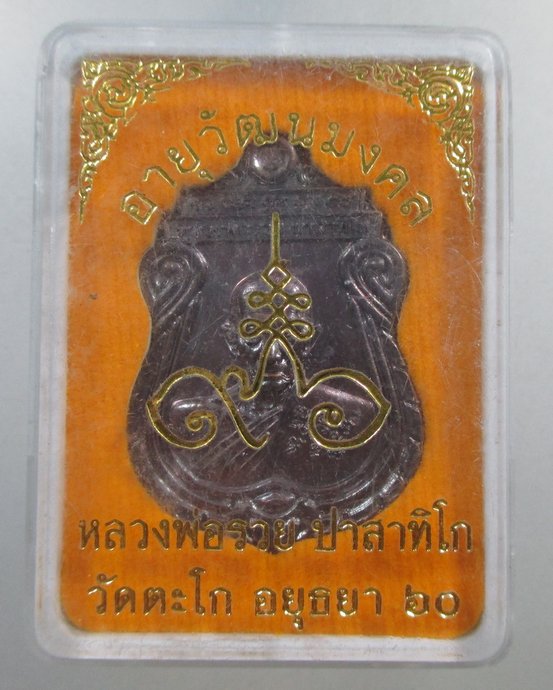 อายุวัฒนมงคล
หลวงพ่อรวย ปาสาทิโก
วัดตะโก อยุธยา ๒๐